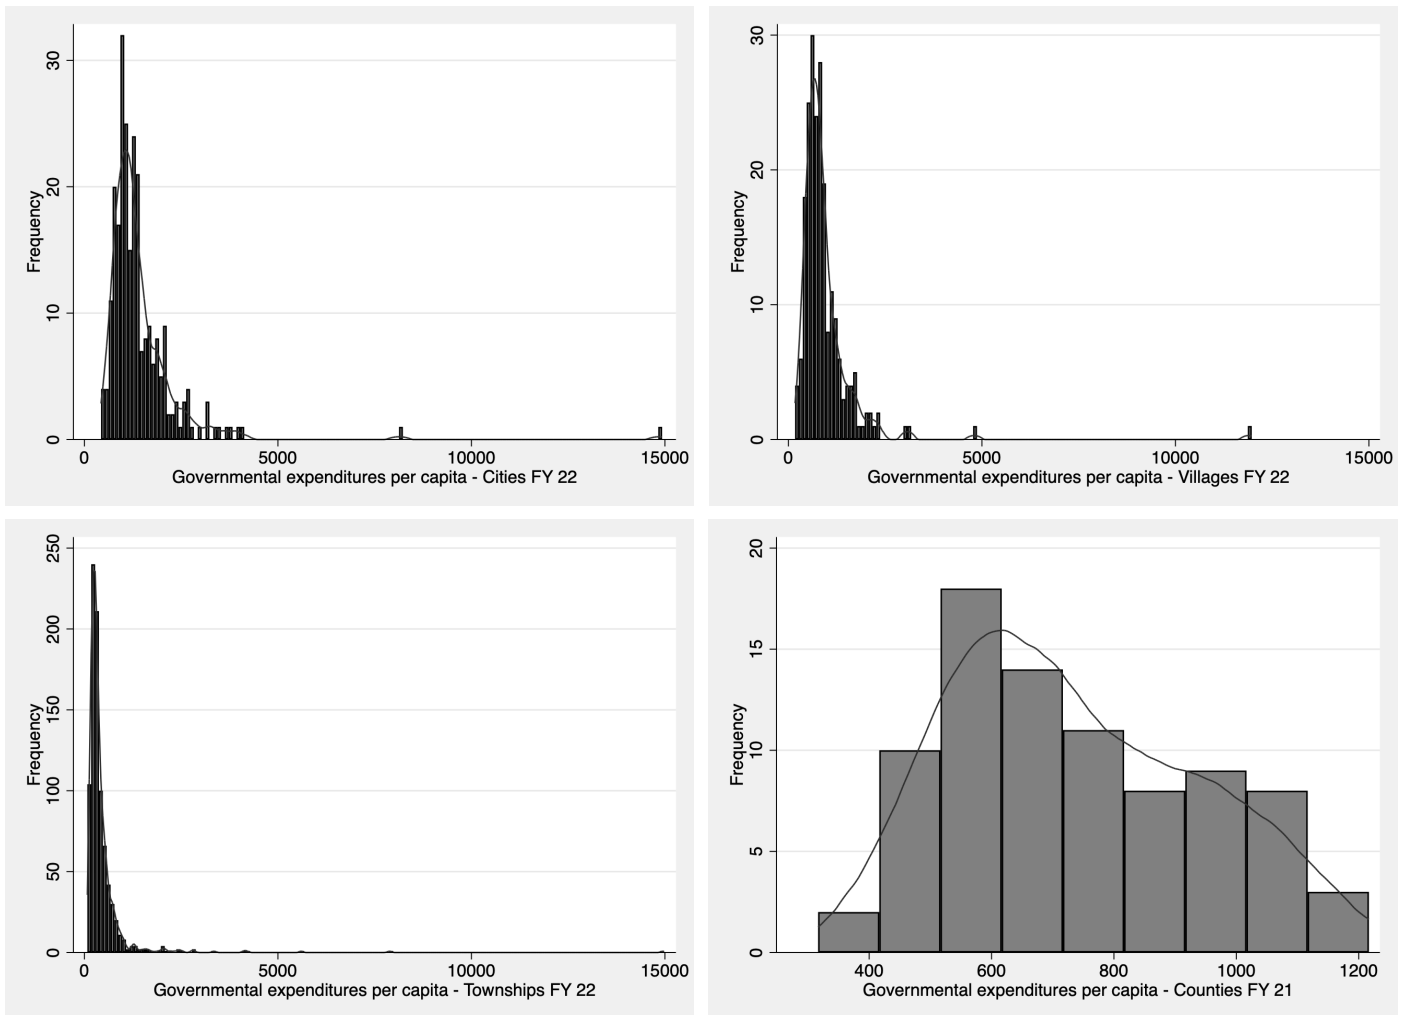 30
20
10
0
Frequency
0 5000 10000 15000
Governmental expenditures per capita - Cities FY 22
30
20
10
0
Frequency
0 5000 10000 15000
Governmental expenditures per capita - Villages FY 22
250
200
150
100
50
0
Frequency
0 5000 10000 15000
Governmental expenditures per capita - Townships FY 22
20
15
10
5
0
Frequency
400 600 800 1000 1200
Governmental expenditures per capita - Counties FY 21